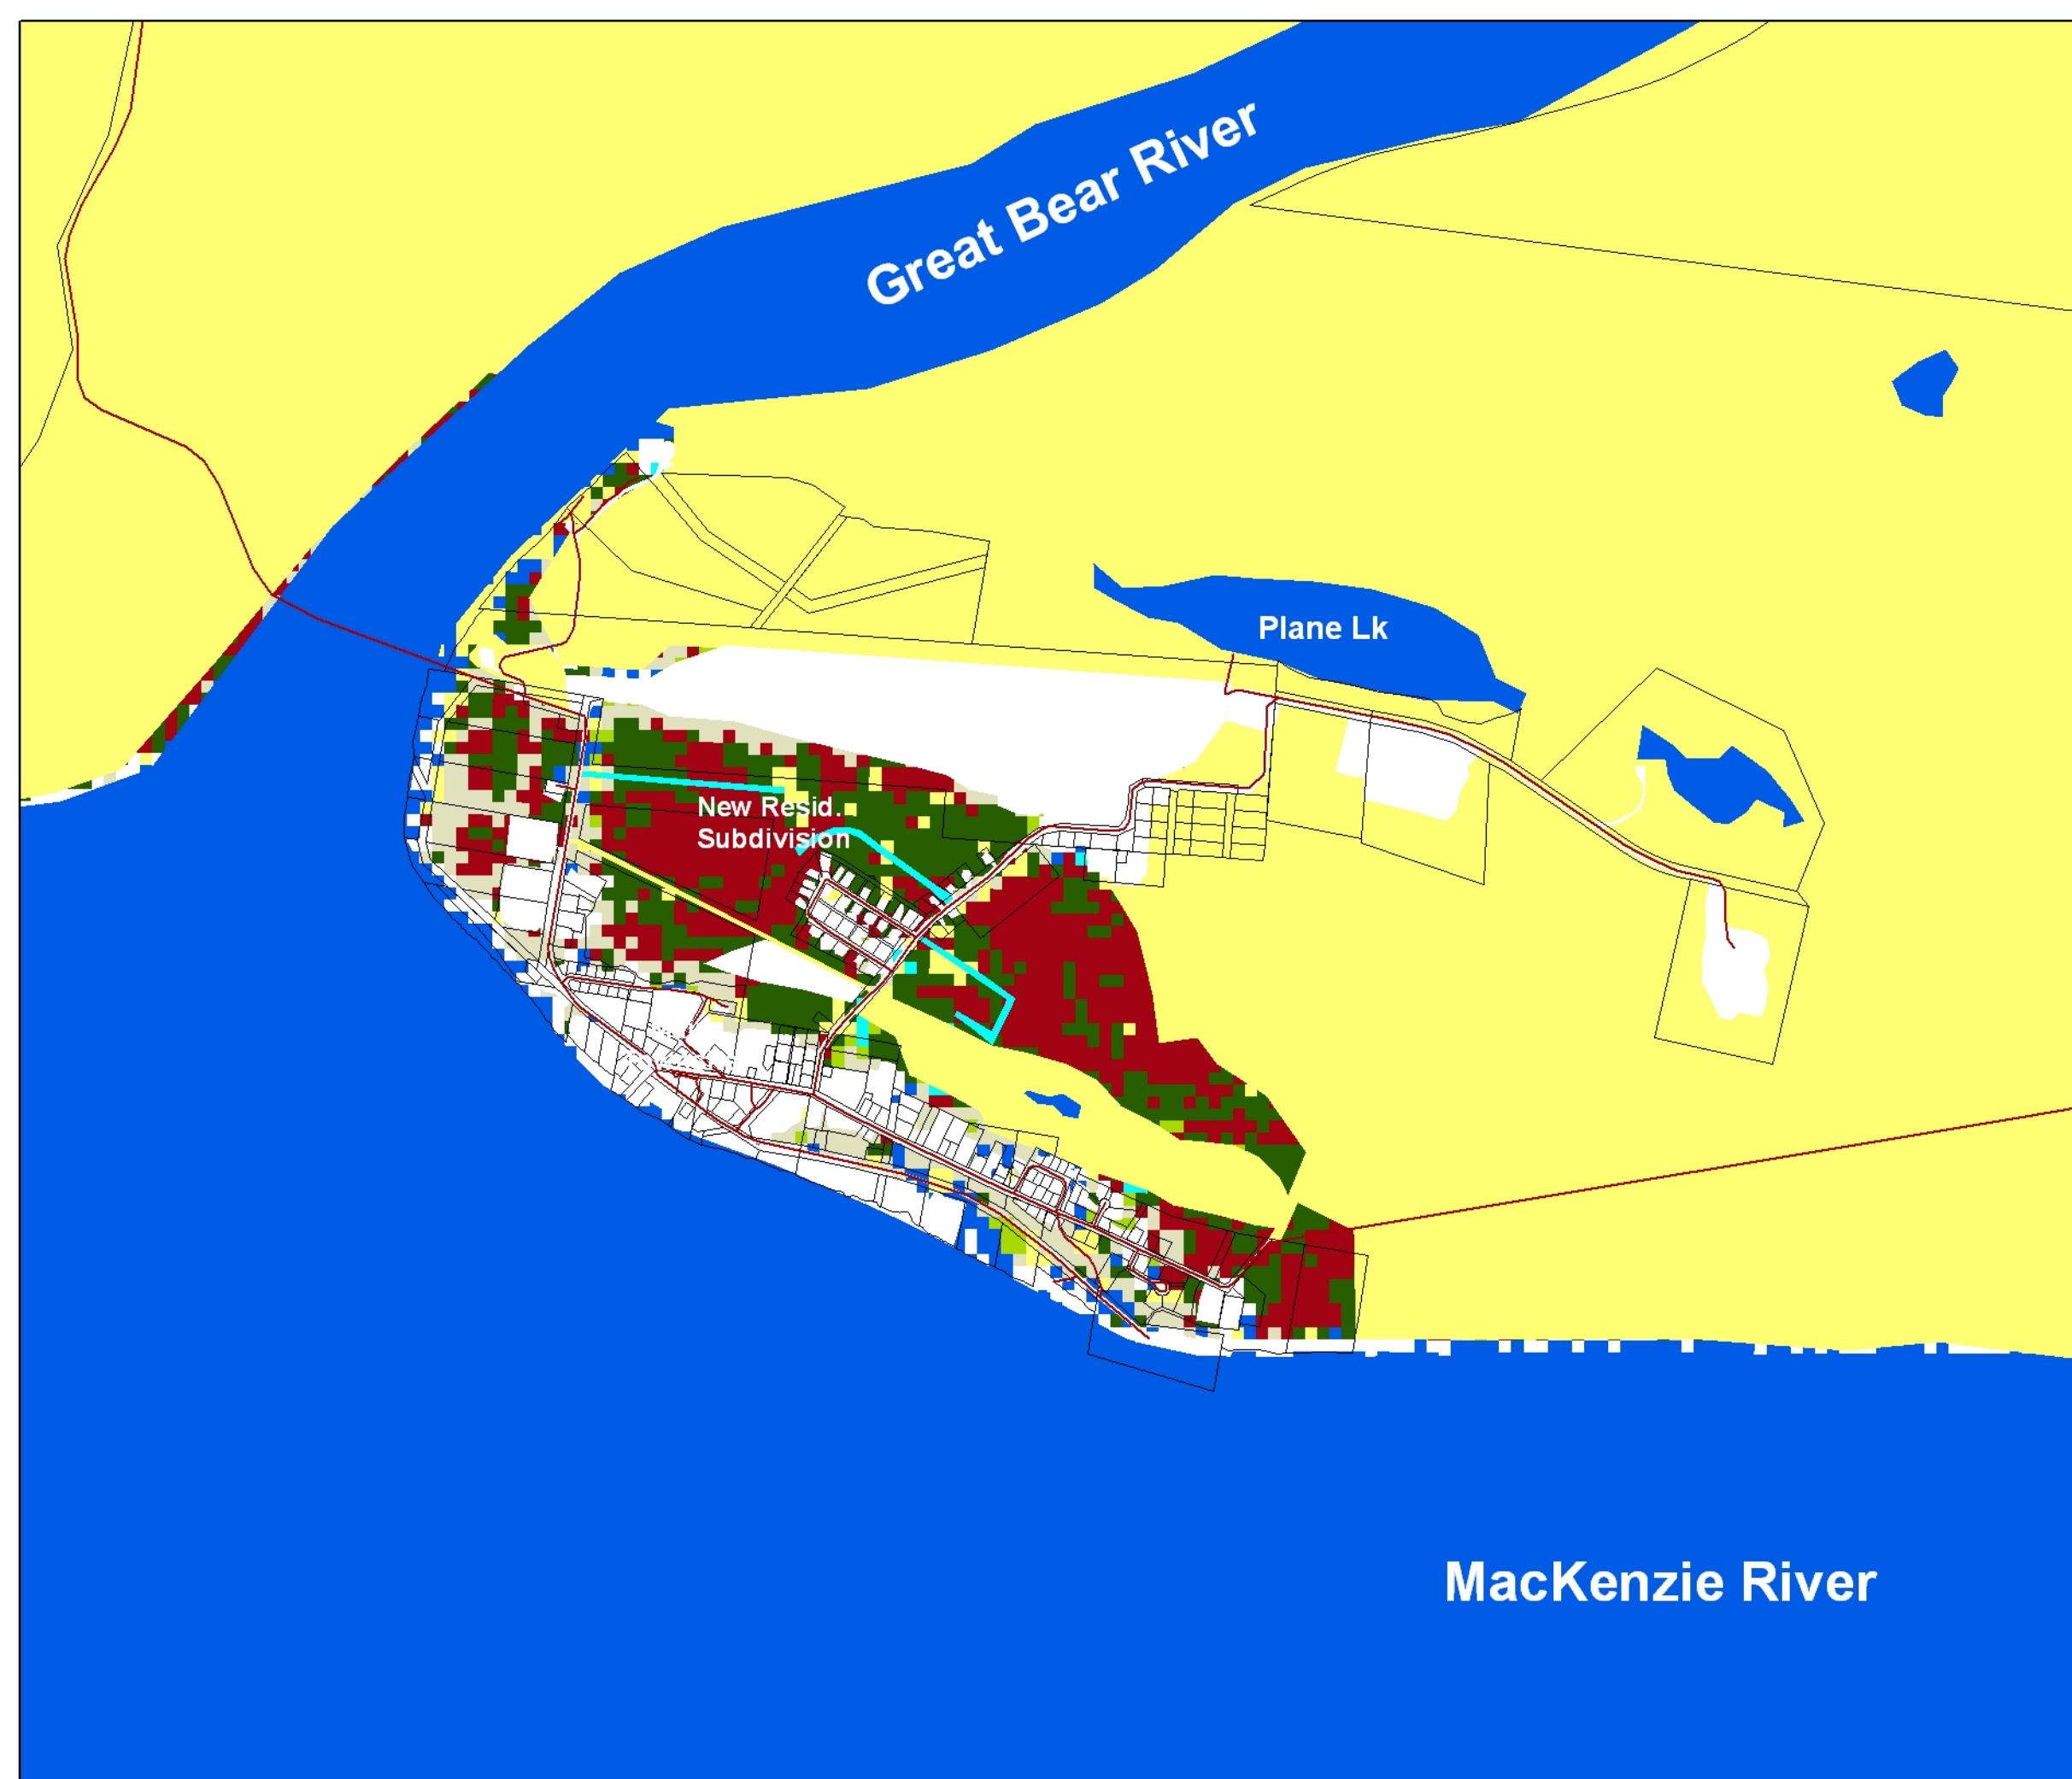 Great Bear River
Plane Lk
New Resid.
Subdivision
MacKenzie River